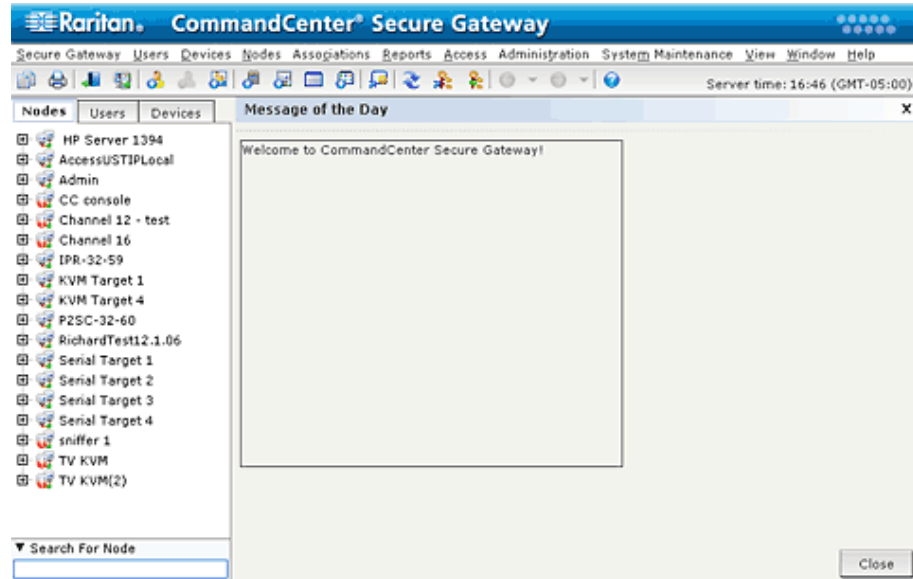 Raritan. CommandCenter® Secure Gateway
Secure Gateway Users Devices Nodes Associations Reports Access Administration System Maintenance View Window Help
Server time: 16:46 (GMT-05:00)
Nodes Users Devices
Message of the Day x
HP Server 1394
AccessUSTIPLocal
Admin
CC console
Channel 12 - test
Channel 16
IPR-32-59
KVM Target 1
KVM Target 4
P2SC-32-60
RichardTest12.1.06
Serial Target 1
Serial Target 2
Serial Target 3
Serial Target 4
sniffer 1
TV KVM
TV KVM(2)
Welcome to CommandCenter Secure Gateway!
Search For Node
Close